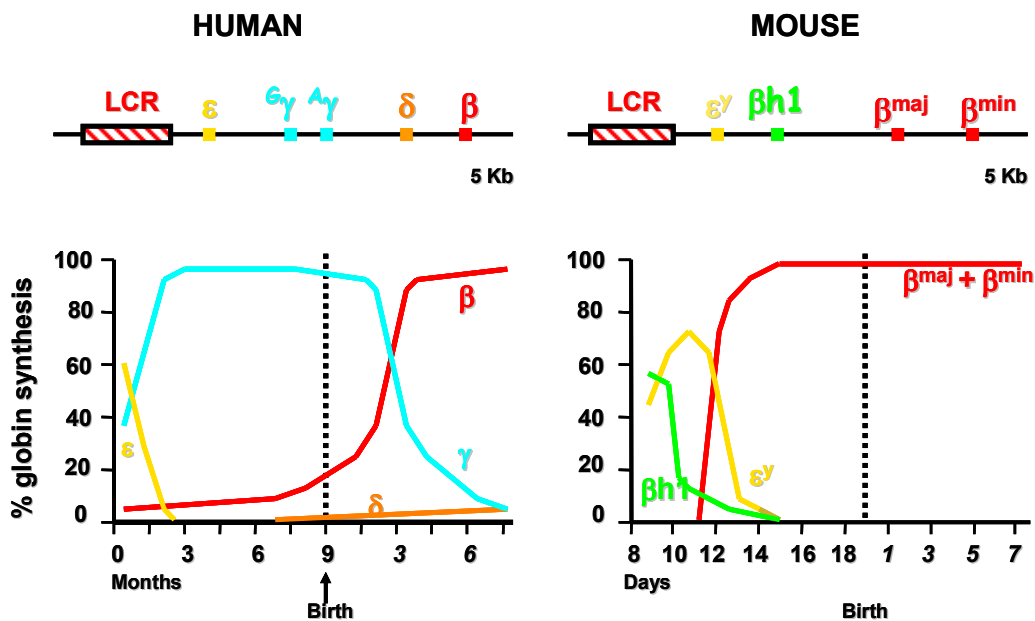 HUMAN
MOUSE
LCR ε Gγ Aγ δ β
LCR εy βh1 βmaj βmin
5 Kb
5 Kb
% globin synthesis
100
80
60
40
20
0
β
ε
γ
δ
0 3 6 9 3 6
Months
Birth
100
80
60
40
20
0
βmaj + βmin
βh1
εy
8 10 12 14 16 18 1 3 5 7
Days
Birth